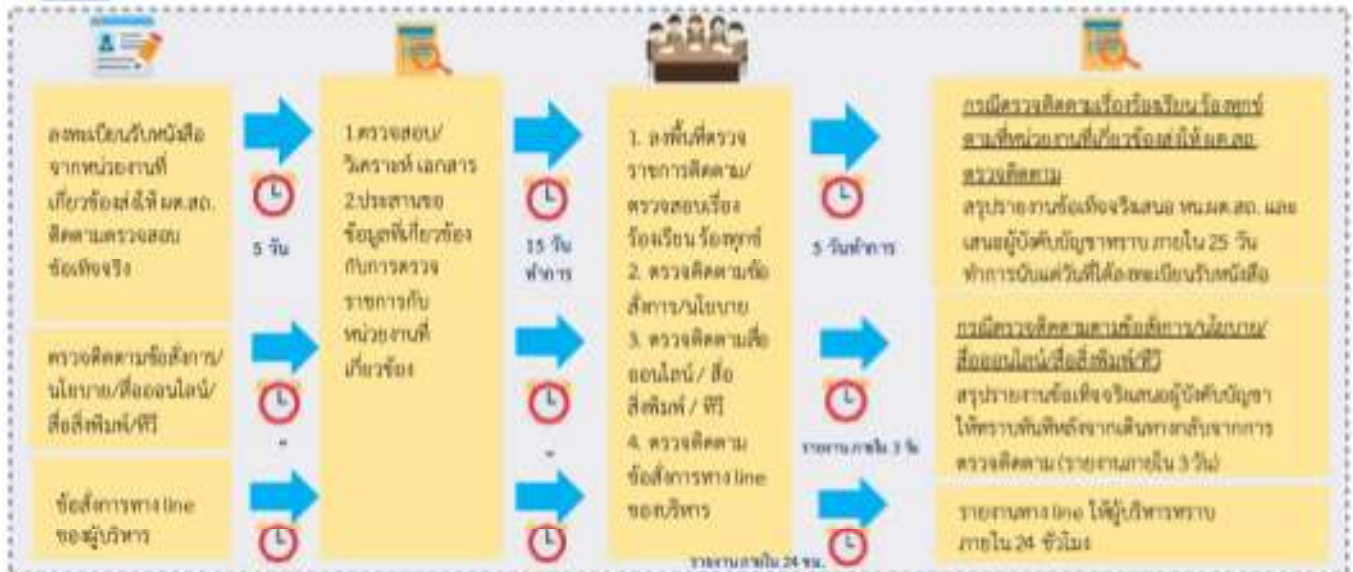 ลงทะเบียนรับหนังสือ
จากหน่วยงานที่
เกี่ยวข้องส่งให้ ผต.สถ.
ติดตามตรวจสอบ
ข้อเท็จจริง
5 วัน
1.ตรวจสอบ/
วิเคราะห์ เอกสาร
2.ประสานขอ
ข้อมูลที่เกี่ยวข้อง
กับการตรวจ
ราชการกับ
หน่วยงานที่
เกี่ยวข้อง
15 วัน
ทำการ
1. ลงพื้นที่ตรวจ
ราชการติดตาม/
ตรวจสอบเรื่อง
ร้องเรียน ร้องทุกข์
2. ตรวจติดตามข้อ
สั่งการ/นโยบาย
3. ตรวจติดตามสื่อ
ออนไลน์ / สื่อ
สิ่งพิมพ์ / ทีวี
4. ตรวจติดตาม
ข้อสั่งการทาง line
ของบริหาร
5 วันทำการ
กรณีตรวจติดตามเรื่องร้องเรียน ร้องทุกข์
ตามที่หน่วยงานที่เกี่ยวข้องส่งให้ ผต.สถ.
ตรวจติดตาม
สรุปรายงานข้อเท็จจริงเสนอ หน.ผต.สถ. และ
เสนอผู้บังคับบัญชาทราบ ภายใน 25 วัน
ทำการนับแต่วันที่ได้ลงทะเบียนรับหนังสือ
ตรวจติดตามข้อสั่งการ/
นโยบาย/สื่อออนไลน์/
สื่อสิ่งพิมพ์/ทีวี
-
-
รายงานภายใน 3 วัน
กรณีตรวจติดตามตามข้อสั่งการ/นโยบาย/
สื่อออนไลน์/สื่อสิ่งพิมพ์/ทีวี
สรุปรายงานข้อเท็จจริงเสนอผู้บังคับบัญชา
ให้ทราบทันทีหลังจากเดินทางกลับจากการ
ตรวจติดตาม (รายงานภายใน 3 วัน)
ข้อสั่งการทาง line
ของผู้บริหาร
รายงานภายใน 24 ชม.
รายงานทาง line ให้ผู้บริหารทราบ
ภายใน 24 ชั่วโมง